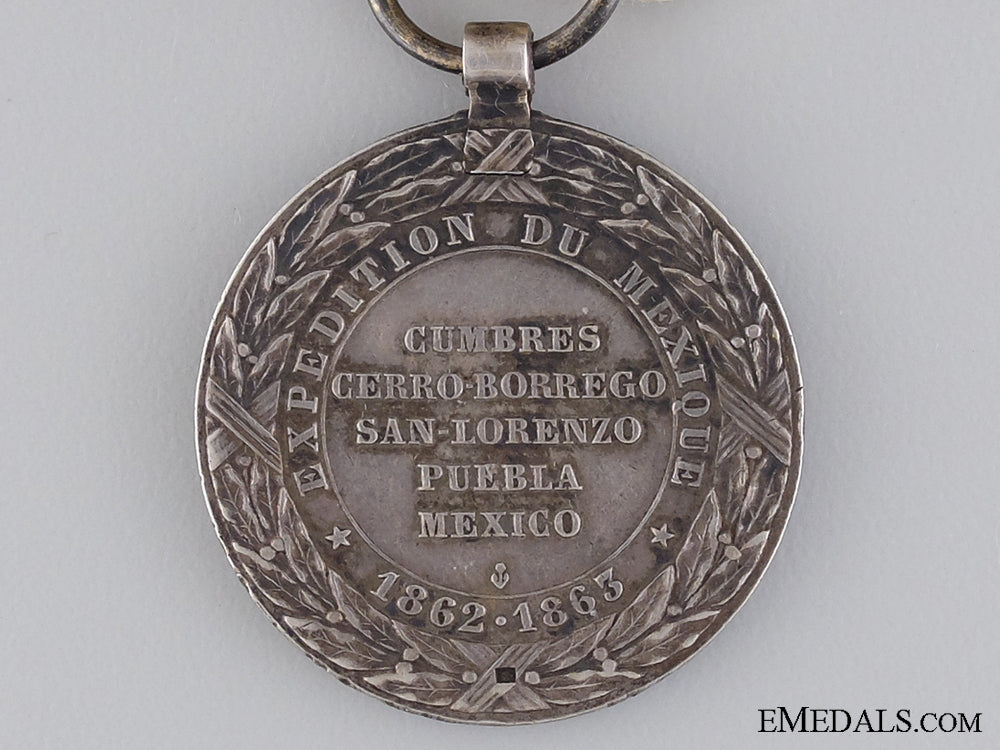 EXPEDITION DU MEXIQUE
CUMBRES
CERRO-BORREGO
SAN-LORENZO
PUEBLA
MEXICO
1862·1863
EMEDALS.COM